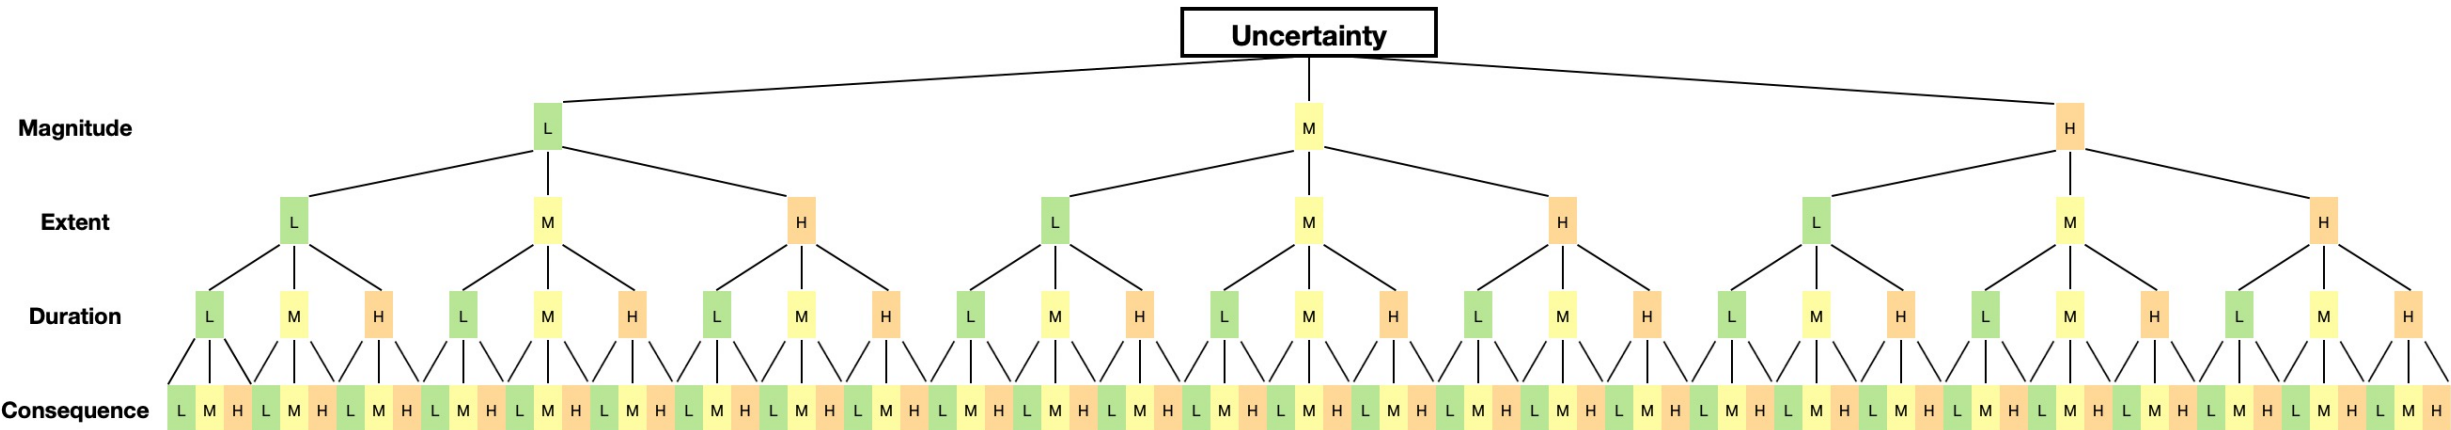 Uncertainty
Magnitude L M H
Extent L M H L M H L M H
Duration L M H L M H L M H L M H L M H L M H L M H L M H L M H
Consequence L M H L M H L M H L M H L M H L M H L M H L M H L M H L M H L M H L M H L M H L M H L M H L M H L M H L M H L M H L M H L M H L M H L M H L M H L M H L M H L M H